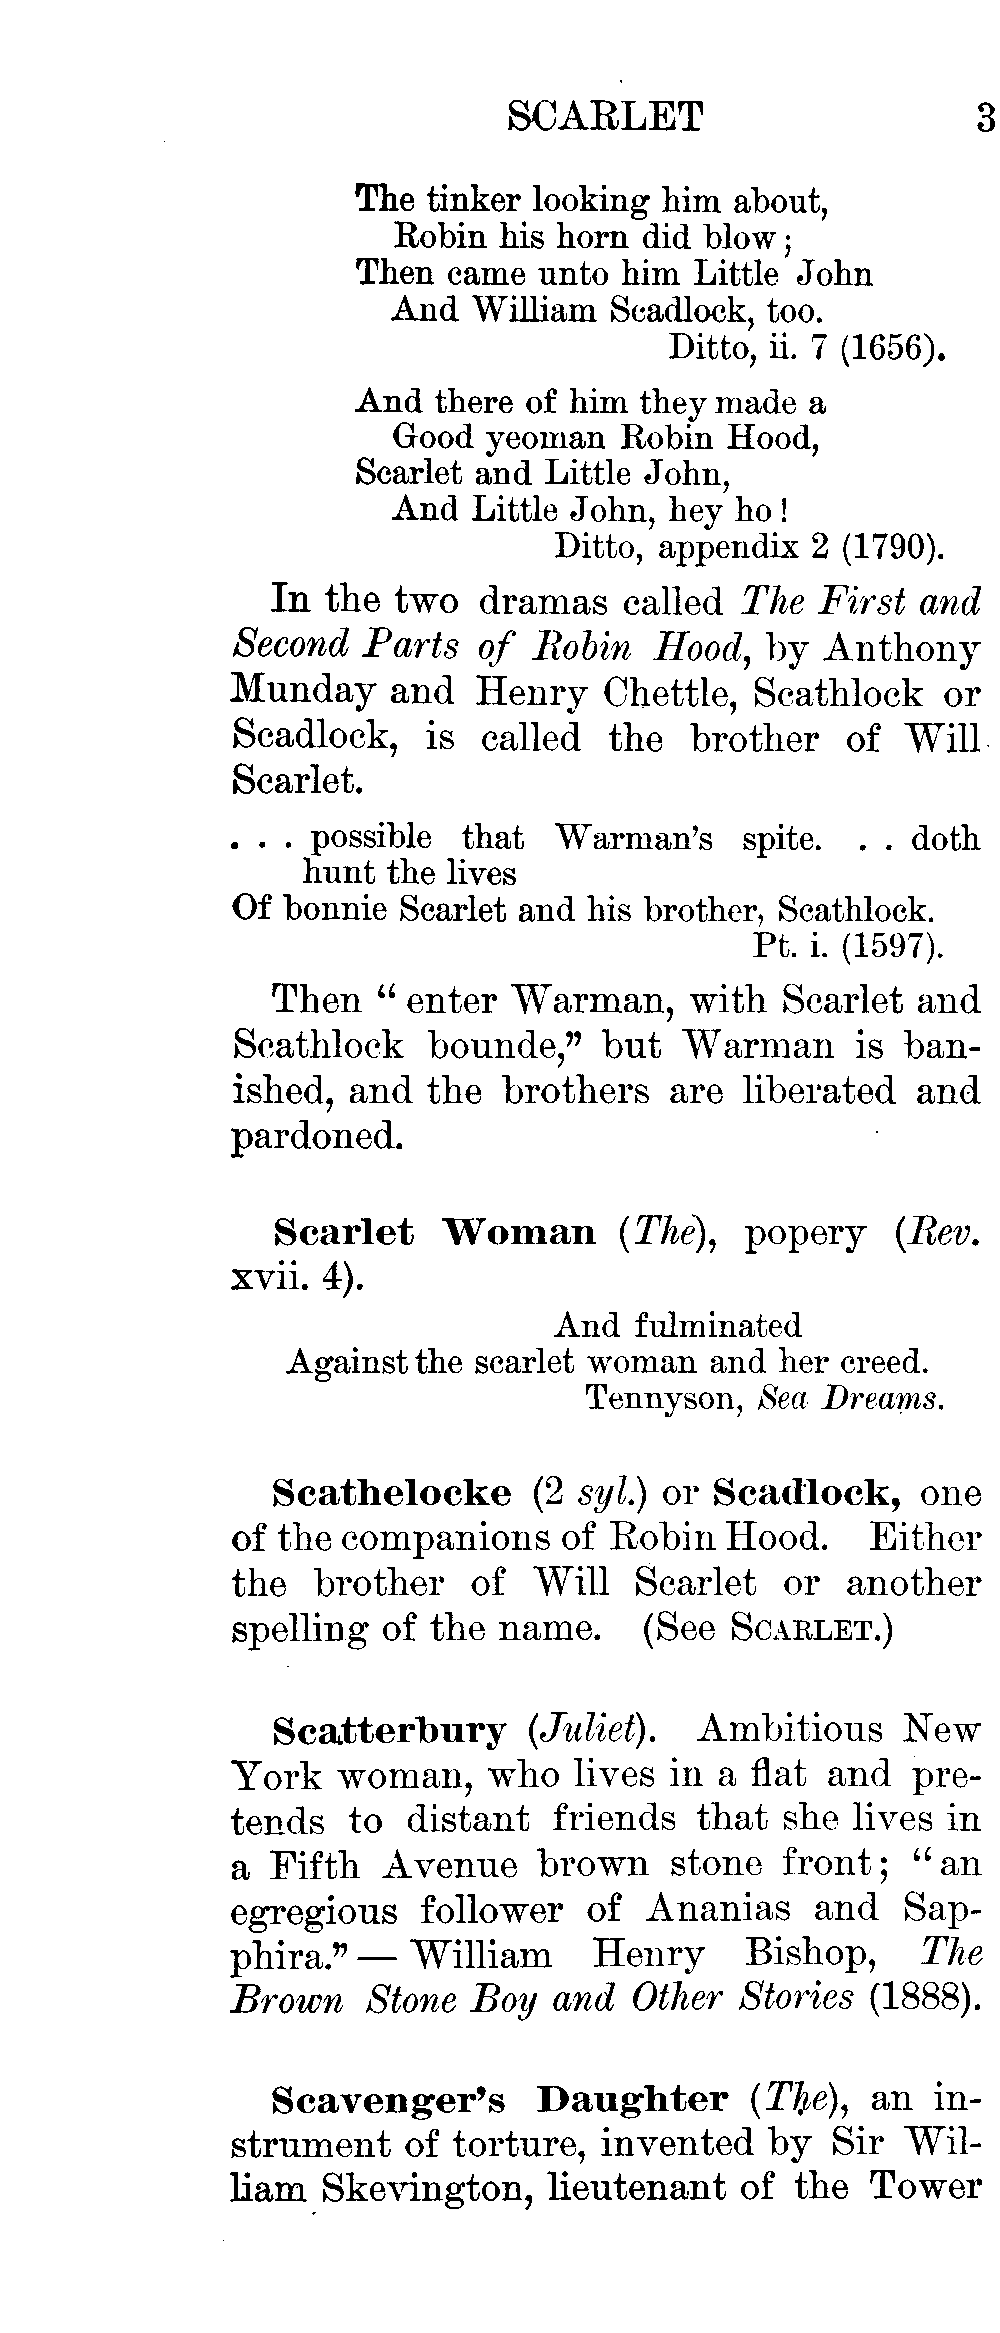 SCARLET 3
The tinker looking him about,
Robin his horn did blow;
Then came unto him Little John
And William Scadlock, too.
Ditto, ii. 7 (1656).
And there of him they made a
Good yeoman Robin Hood,
Scarlet and Little John,
And Little John, hey ho!
Ditto, appendix 2 (1790).
In the two dramas called The First and
Second Parts of Robin Hood, by Anthony
Munday and Henry Chettle, Scathlock or
Scadlock, is called the brother of Will
Scarlet.
. . . possible that Warman's spite. . . doth
hunt the lives
Of bonnie Scarlet and his brother, Scathlock.
Pt. i. (1597).
Then "enter Warman, with Scarlet and
Scathlock bounde," but Warman is ban-
ished, and the brothers are liberated and
pardoned.
Scarlet Woman (The), popery (Rev.
xvii. 4).
And fulminated
Against the scarlet woman and her creed.
Tennyson, Sea Dreams.
Scathelocke (2 syl.) or Scadlock, one
of the companions of Robin Hood. Either
the brother of Will Scarlet or another
spelling of the name. (See SCARLET.)
Scatterbury (Juliet). Ambitious New
York woman, who lives in a flat and pre-
tends to distant friends that she lives in
a Fifth Avenue brown stone front; "an
egregious follower of Ananias and Sap-
phira."— William Henry Bishop, The
Brown Stone Boy and Other Stories (1888).
Scavenger's Daughter (The), an in-
strument of torture, invented by Sir Wil-
liam Skevington, lieutenant of the Tower